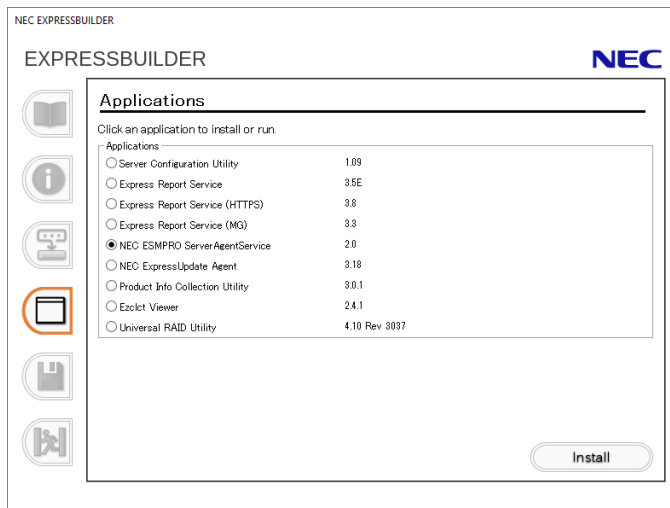 NEC EXPRESSBUILDER
EXPRESSBUILDER
NEC
Applications
Click an application to install or run.
Applications
Server Configuration Utility 1.09
Express Report Service 3.5E
Express Report Service (HTTPS) 3.8
Express Report Service (MG) 3.3
NEC ESMPRO ServerAgentService 2.0
NEC ExpressUpdate Agent 3.18
Product Info Collection Utility 3.0.1
Ezclct Viewer 2.4.1
Universal RAID Utility 4.10 Rev 3037
Install